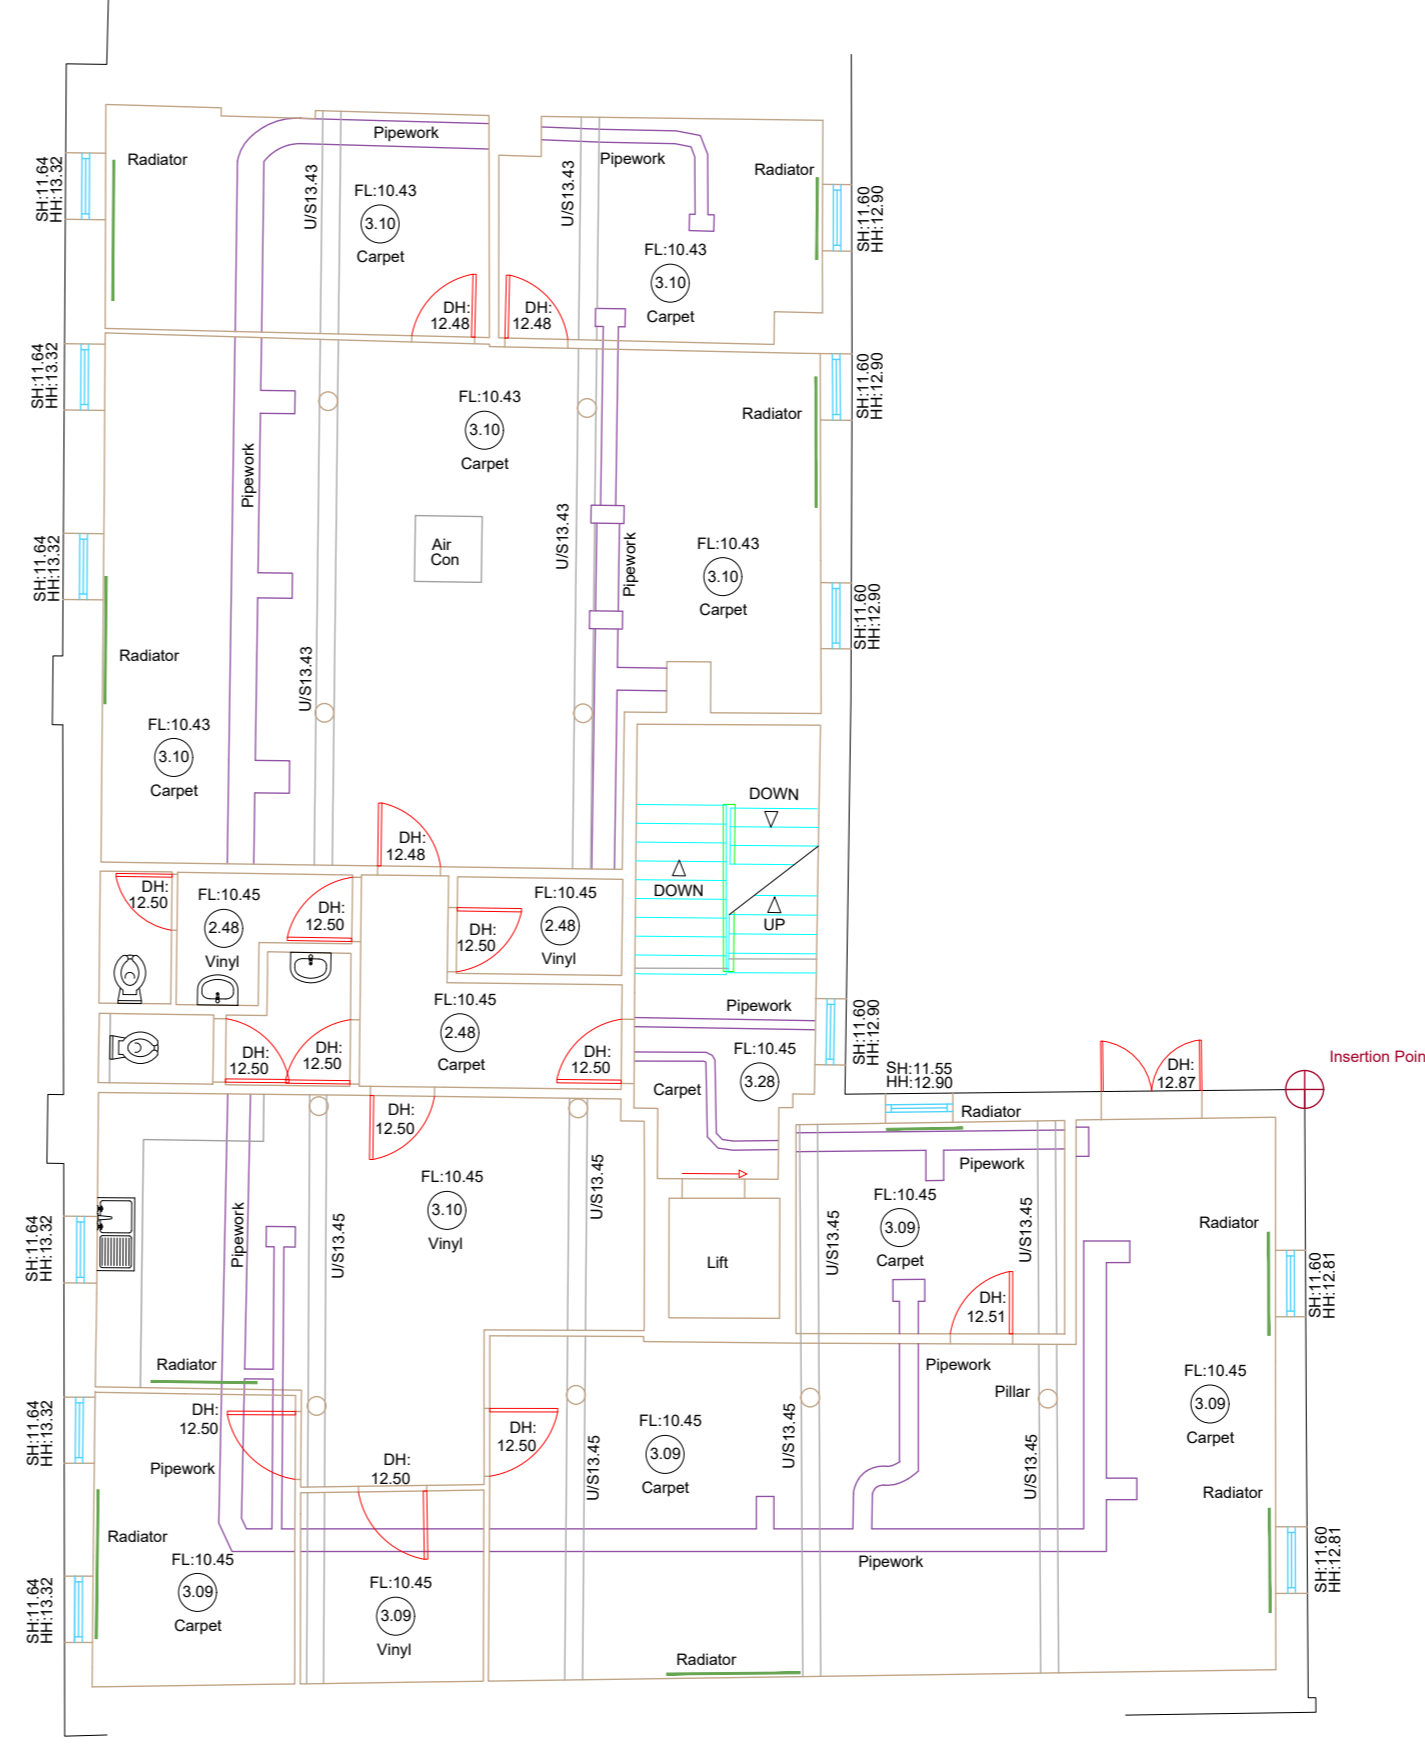 Pipework
Radiator
SH:11.64
HH:13.32
U/S13.43
FL:10.43
3.10
Carpet
DH:
12.48
U/S13.43
Pipework
Radiator
FL:10.43
3.10
Carpet
DH:
12.48
SH:11.60
HH:12.90
SH:11.64
HH:13.32
FL:10.43
3.10
Carpet
Radiator
SH:11.60
HH:12.90
Pipework
U/S13.43
Pipework
Air
Con
FL:10.43
3.10
Carpet
SH:11.64
HH:13.32
SH:11.60
HH:12.90
Radiator
U/S13.43
FL:10.43
3.10
Carpet
DH:
12.48
DOWN
DOWN
UP
DH:
12.50
FL:10.45
2.48
Vinyl
DH:
12.50
DH:
12.50
FL:10.45
2.48
Vinyl
FL:10.45
2.48
Carpet
DH:
12.50
DH:
12.50
DH:
12.50
Pipework
FL:10.45
3.28
Carpet
SH:11.60
HH:12.90
SH:11.55
HH:12.90
Radiator
DH:
12.87
Insertion Poin
DH:
12.50
Pipework
FL:10.45
3.10
Vinyl
U/S13.45
U/S13.45
SH:11.64
HH:13.32
Pipework
Lift
U/S13.45
FL:10.45
3.09
Carpet
U/S13.45
DH:
12.51
Radiator
SH:11.60
HH:12.81
Radiator
DH:
12.50
SH:11.64
HH:13.32
Pipework
DH:
12.50
DH:
12.50
U/S13.45
FL:10.45
3.09
Carpet
U/S13.45
Pipework
Pillar
U/S13.45
FL:10.45
3.09
Carpet
Radiator
SH:11.60
HH:12.81
Radiator
FL:10.45
3.09
Carpet
SH:11.64
HH:13.32
FL:10.45
3.09
Vinyl
Pipework
Radiator